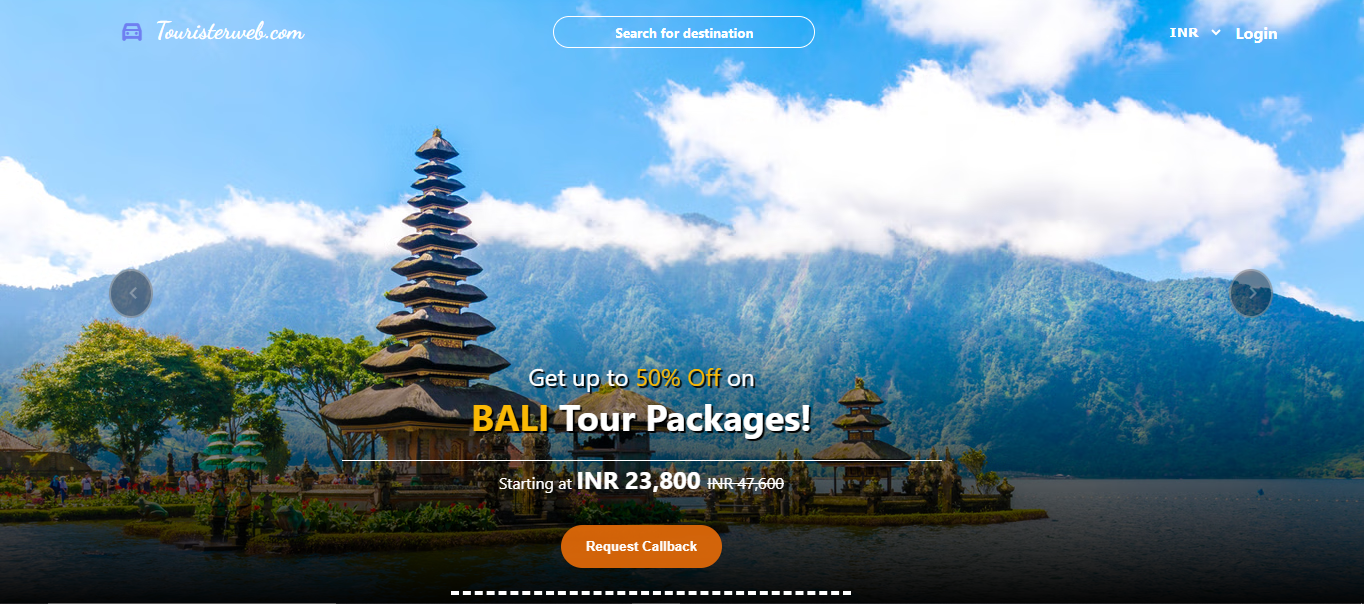 Touristerweb.com
Search for destination
INR
Login
Get up to 50% Off on
BALI Tour Packages!
Starting at INR 23,800 INR 47,600
Request Callback